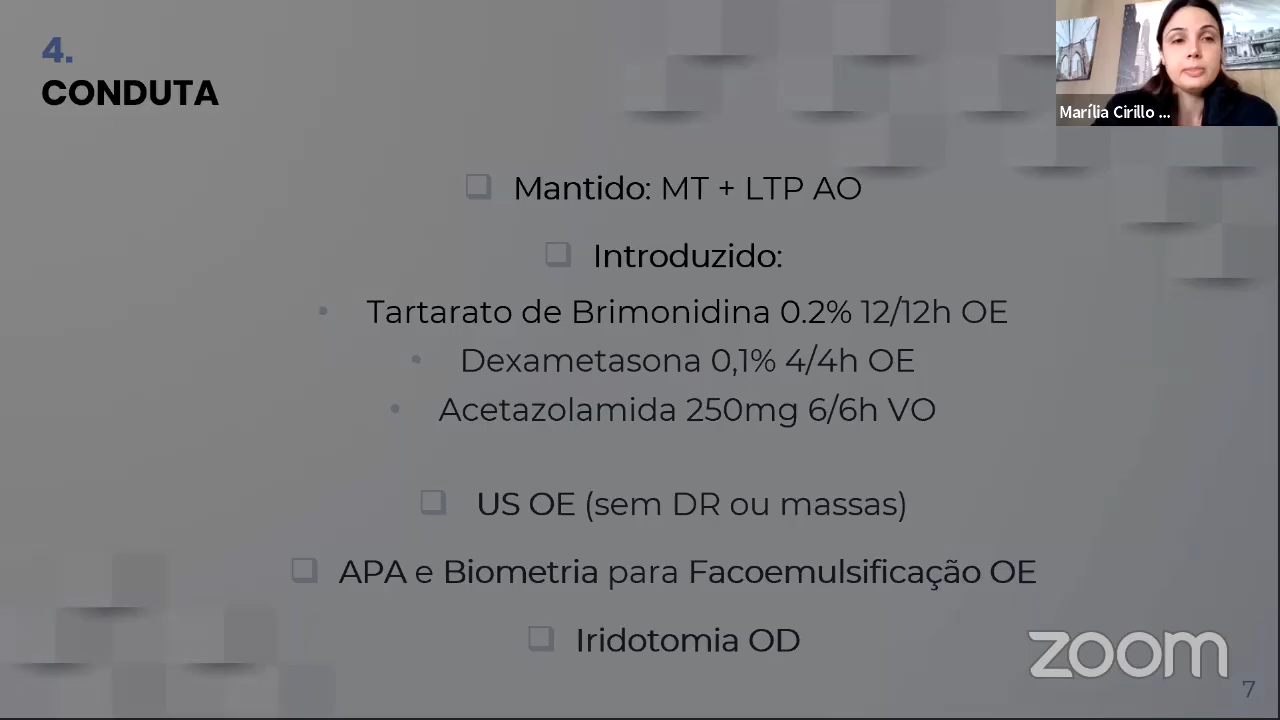 4.
CONDUTA
Marília Cirillo ...
Mantido: MT + LTP AO
Introduzido:
Tartarato de Brimonidina 0.2% 12/12h OE
Dexametasona 0,1% 4/4h OE
Acetazolamida 250mg 6/6h VO
US OE (sem DR ou massas)
APA e Biometria para Facoemulsificação OE
Iridotomia OD
zoom
7